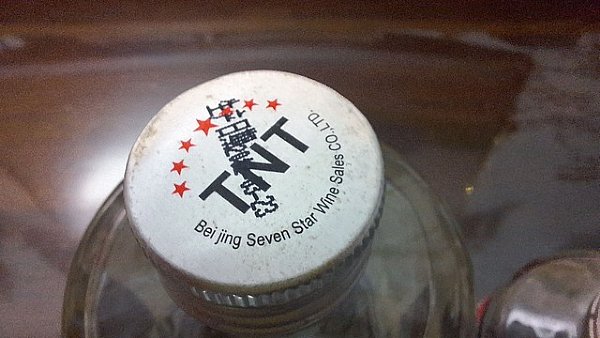 TNT
Bei jing Seven Star Wine Sales CO.,LTD.